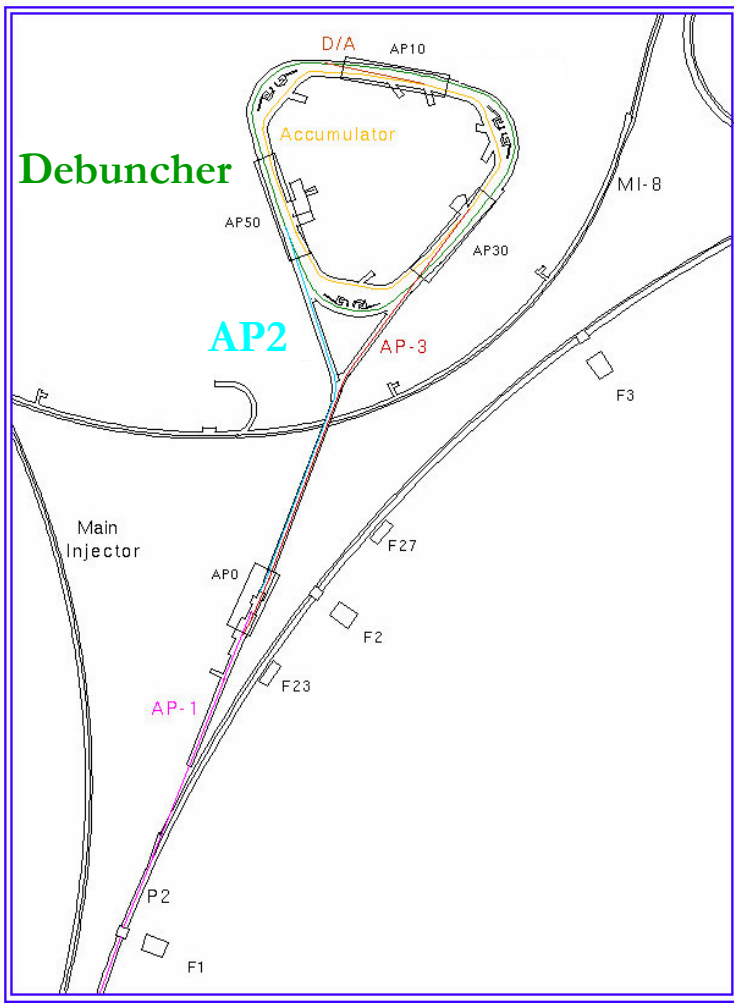 D/A
AP10
Accumulator
Debuncher
MI-8
AP50
AP30
AP2
AP-3
F3
Main
Injector
F27
AP0
F2
F23
AP-1
P2
F1